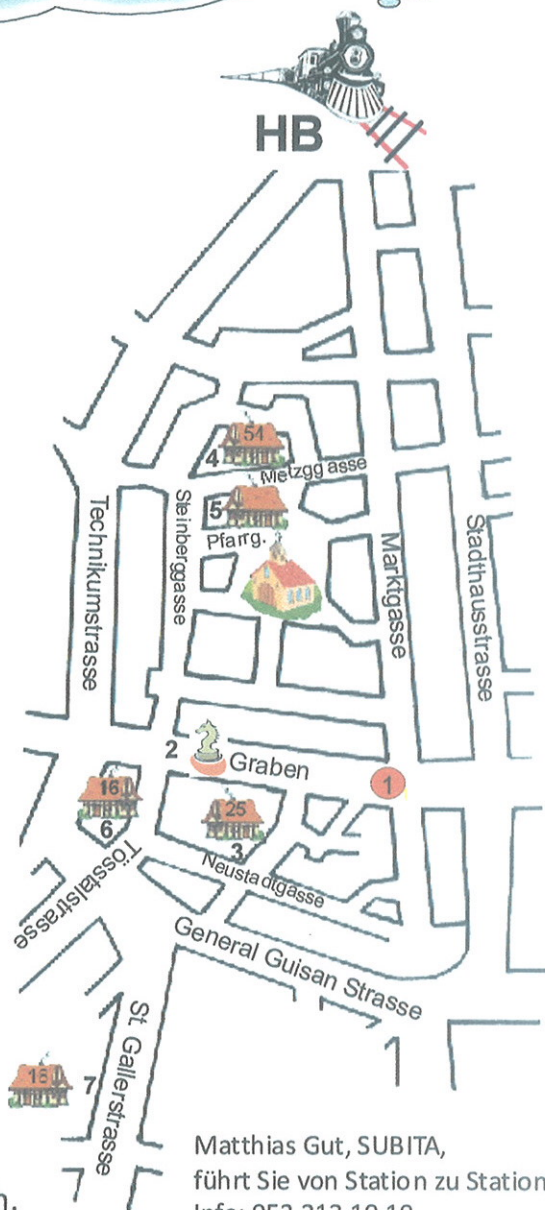 HB
54
4
Metzggasse
5
Pfarrg.
Technikumstrasse
Steinberggasse
Marktgasse
Stadthausstrasse
2
Graben
1
16
6
25
3
Neustadtgasse
Tösstalstrasse
General Guisan Strasse
St. Gallerstrasse
7
Matthias Gut, SUBITA,
führt Sie von Station zu Station